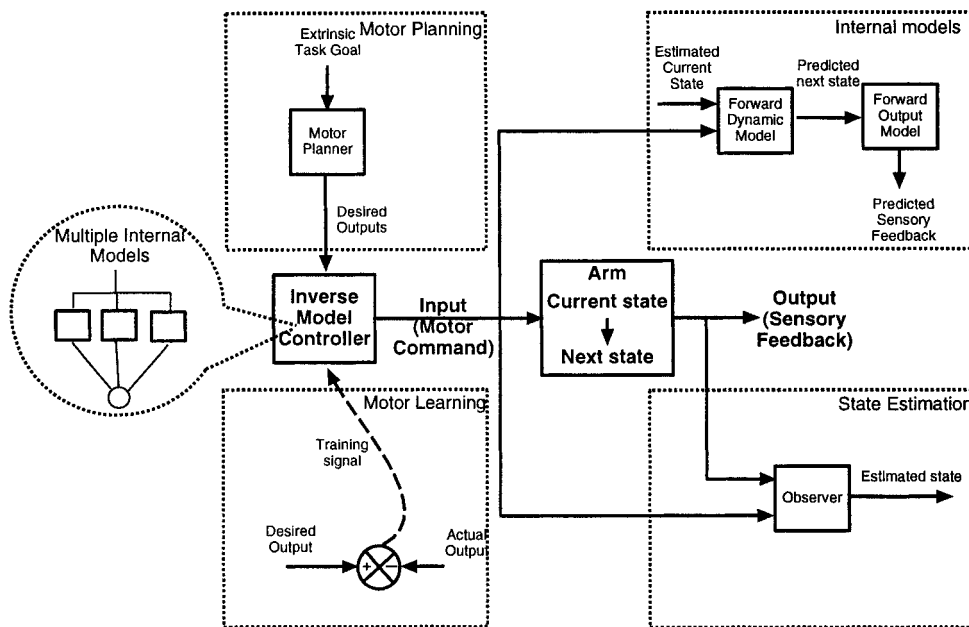 Motor Planning
Extrinsic
Task Goal
Motor
Planner
Desired
Outputs
Internal models
Estimated
Current
State
Predicted
next state
Forward
Dynamic
Model
Forward
Output
Model
Predicted
Sensory
Feedback
Multiple Internal
Models
Inverse
Model
Controller
Input
(Motor
Command)
Arm
Current state
Next state
Output
(Sensory
Feedback)
Motor Learning
Training
signal
Desired
Output
+
−
Actual
Output
State Estimation
Observer
Estimated state